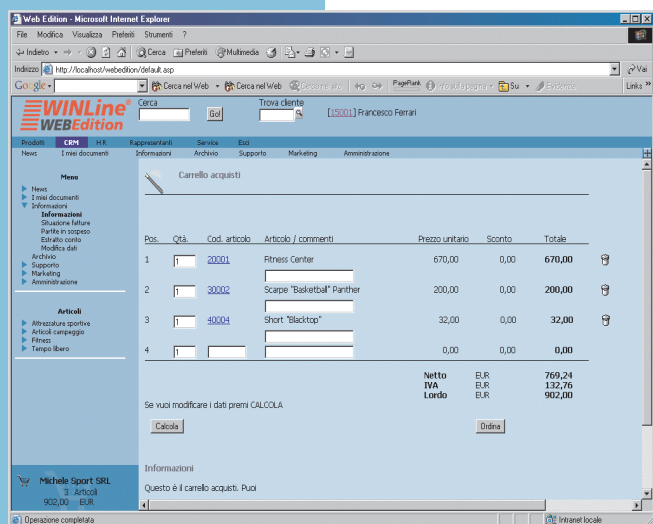 Web Edition - Microsoft Internet Explorer
File Modifica Visualizza Preferiti Strumenti ?
Indietro Cerca Preferiti Multimedia
Indirizzo http://localhost/webedition/default.asp Vai
Google Cerca nel Web Cerca nel Web PageRank Info sulla pagina Su Evidenzia Links »
WINLine® WEBEdition
Cerca Go! Trova cliente [15001] Francesco Ferrari
Prodotti CRM HR Rappresentanti Service Esci
News I miei documenti Informazioni Archivio Supporto Marketing Amministrazione
Menu
News
I miei documenti
Informazioni
Informazioni
Situazione fatture
Partite in sospeso
Estratto conto
Modifica dati
Archivio
Supporto
Marketing
Amministrazione
Articoli
Attrezzature sportive
Articoli campeggio
Fitness
Tempo libero
Michele Sport SRL
3 Articoli
902,00 EUR
Carrello acquisti
Pos. Qtà. Cod. articolo Articolo / commenti Prezzo unitario Sconto Totale
1 1 20001 Fitness Center 670,00 0,00 670,00
2 1 30002 Scarpe "Basketball" Panther 200,00 0,00 200,00
3 1 40004 Short "Blacktop" 32,00 0,00 32,00
4 1 0,00 0,00 0,00
Netto EUR 769,24
IVA EUR 132,76
Lordo EUR 902,00
Se vuoi modificare i dati premi CALCOLA
Calcola Ordina
Informazioni
Questo è il carrello acquisti. Puoi
Operazione completata Intranet locale